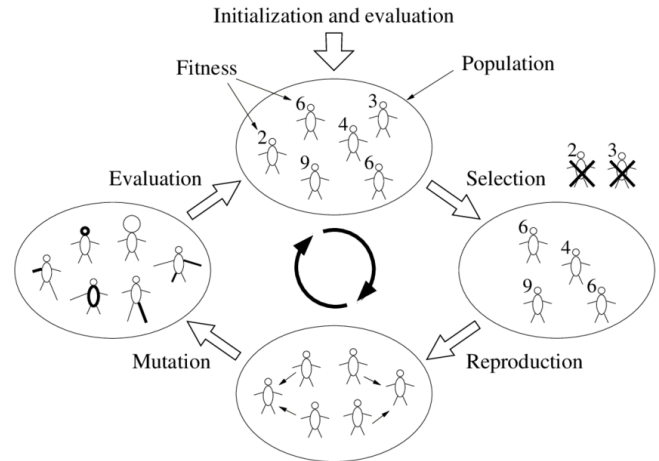 Initialization and evaluation
Fitness
Population
6
3
2
4
9
6
Evaluation
Selection
2
3
6
4
9
6
Mutation
Reproduction